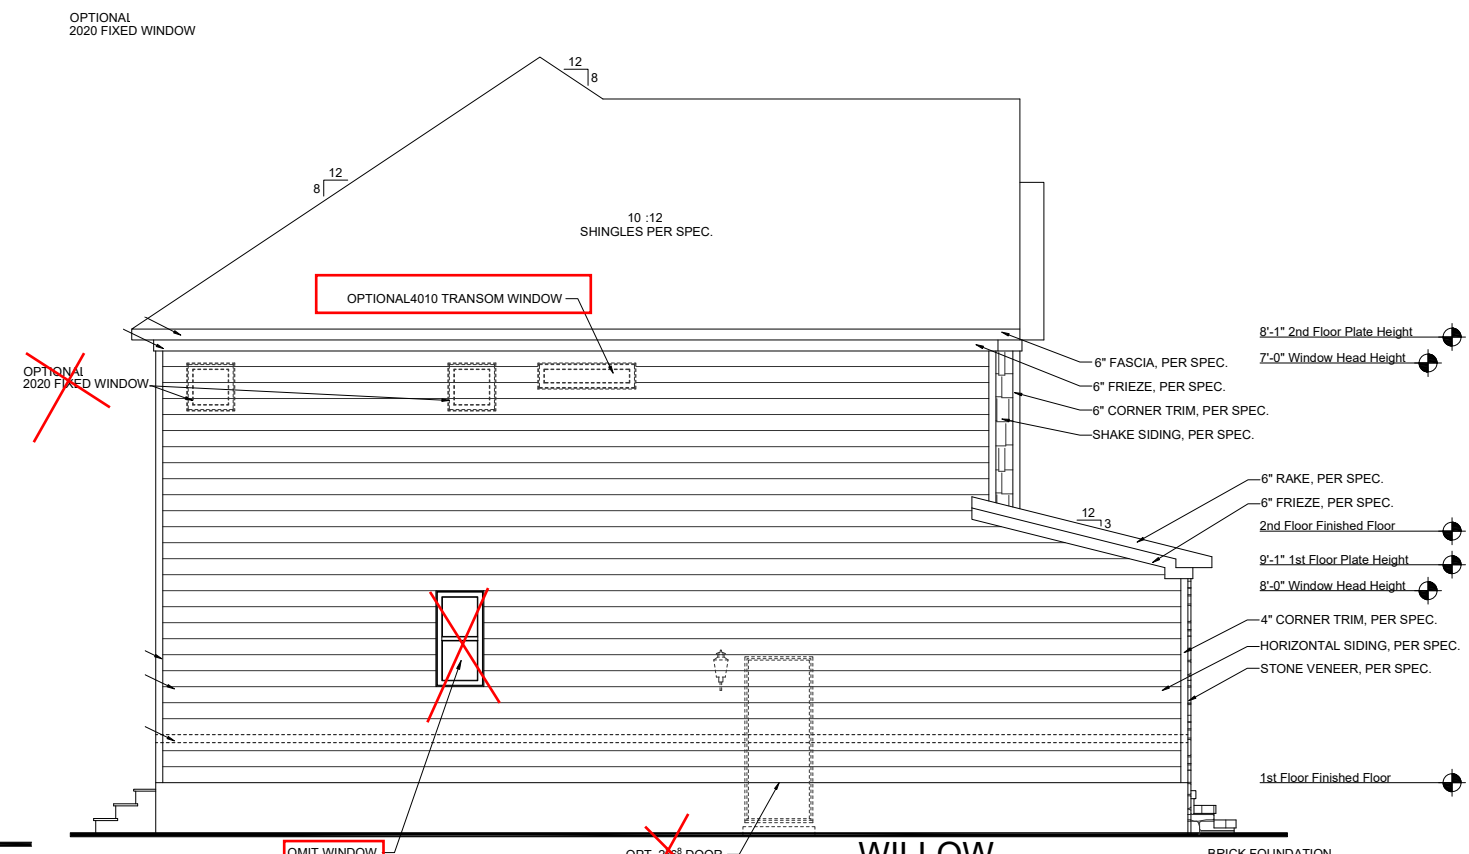 OPTIONAL
2020 FIXED WINDOW
12
8
12
8
10 :12
SHINGLES PER SPEC.
OPTIONAL4010 TRANSOM WINDOW
8'-1" 2nd Floor Plate Height
7'-0" Window Head Height
6" FASCIA, PER SPEC.
OPTIONAL
2020 FIXED WINDOW
6" FRIEZE, PER SPEC.
6" CORNER TRIM, PER SPEC.
SHAKE SIDING, PER SPEC.
6" RAKE, PER SPEC.
6" FRIEZE, PER SPEC.
12
3
2nd Floor Finished Floor
9'-1" 1st Floor Plate Height
8'-0" Window Head Height
4" CORNER TRIM, PER SPEC.
HORIZONTAL SIDING, PER SPEC.
STONE VENEER, PER SPEC.
1st Floor Finished Floor
OMIT WINDOW
OPT. DOOR
WILLOW
BRICK FOUNDATION